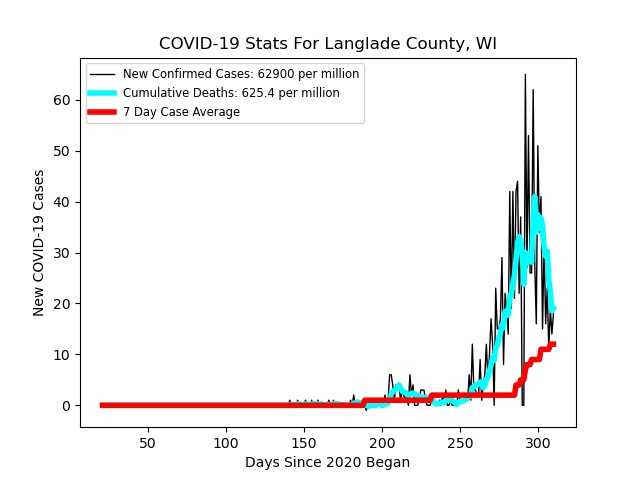 COVID-19 Stats For Langlade County, WI
New Confirmed Cases: 62900 per million
Cumulative Deaths: 625.4 per million
7 Day Case Average
New COVID-19 Cases
60
50
40
30
20
10
0
50 100 150 200 250 300
Days Since 2020 Began